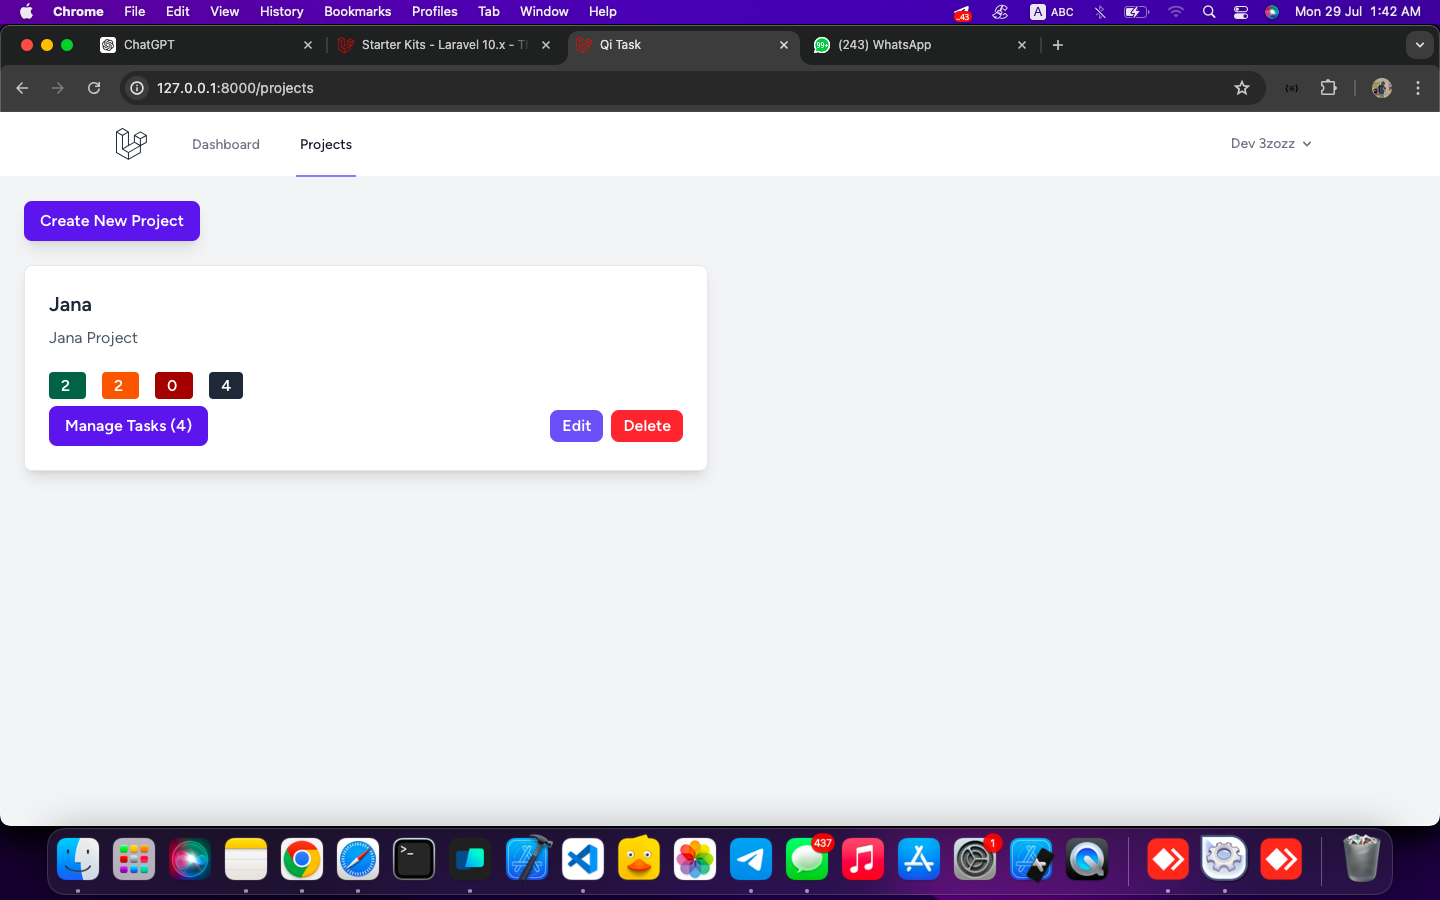 Chrome File Edit View History Bookmarks Profiles Tab Window Help .43 A ABC Mon 29 Jul 1:42 AM
ChatGPT Starter Kits - Laravel 10.x - Th Qi Task 99+ (243) WhatsApp
127.0.0.1:8000/projects
Dashboard Projects Dev 3zozz
Create New Project
Jana
Jana Project
2 2 0 4
Manage Tasks (4) Edit Delete
437 1